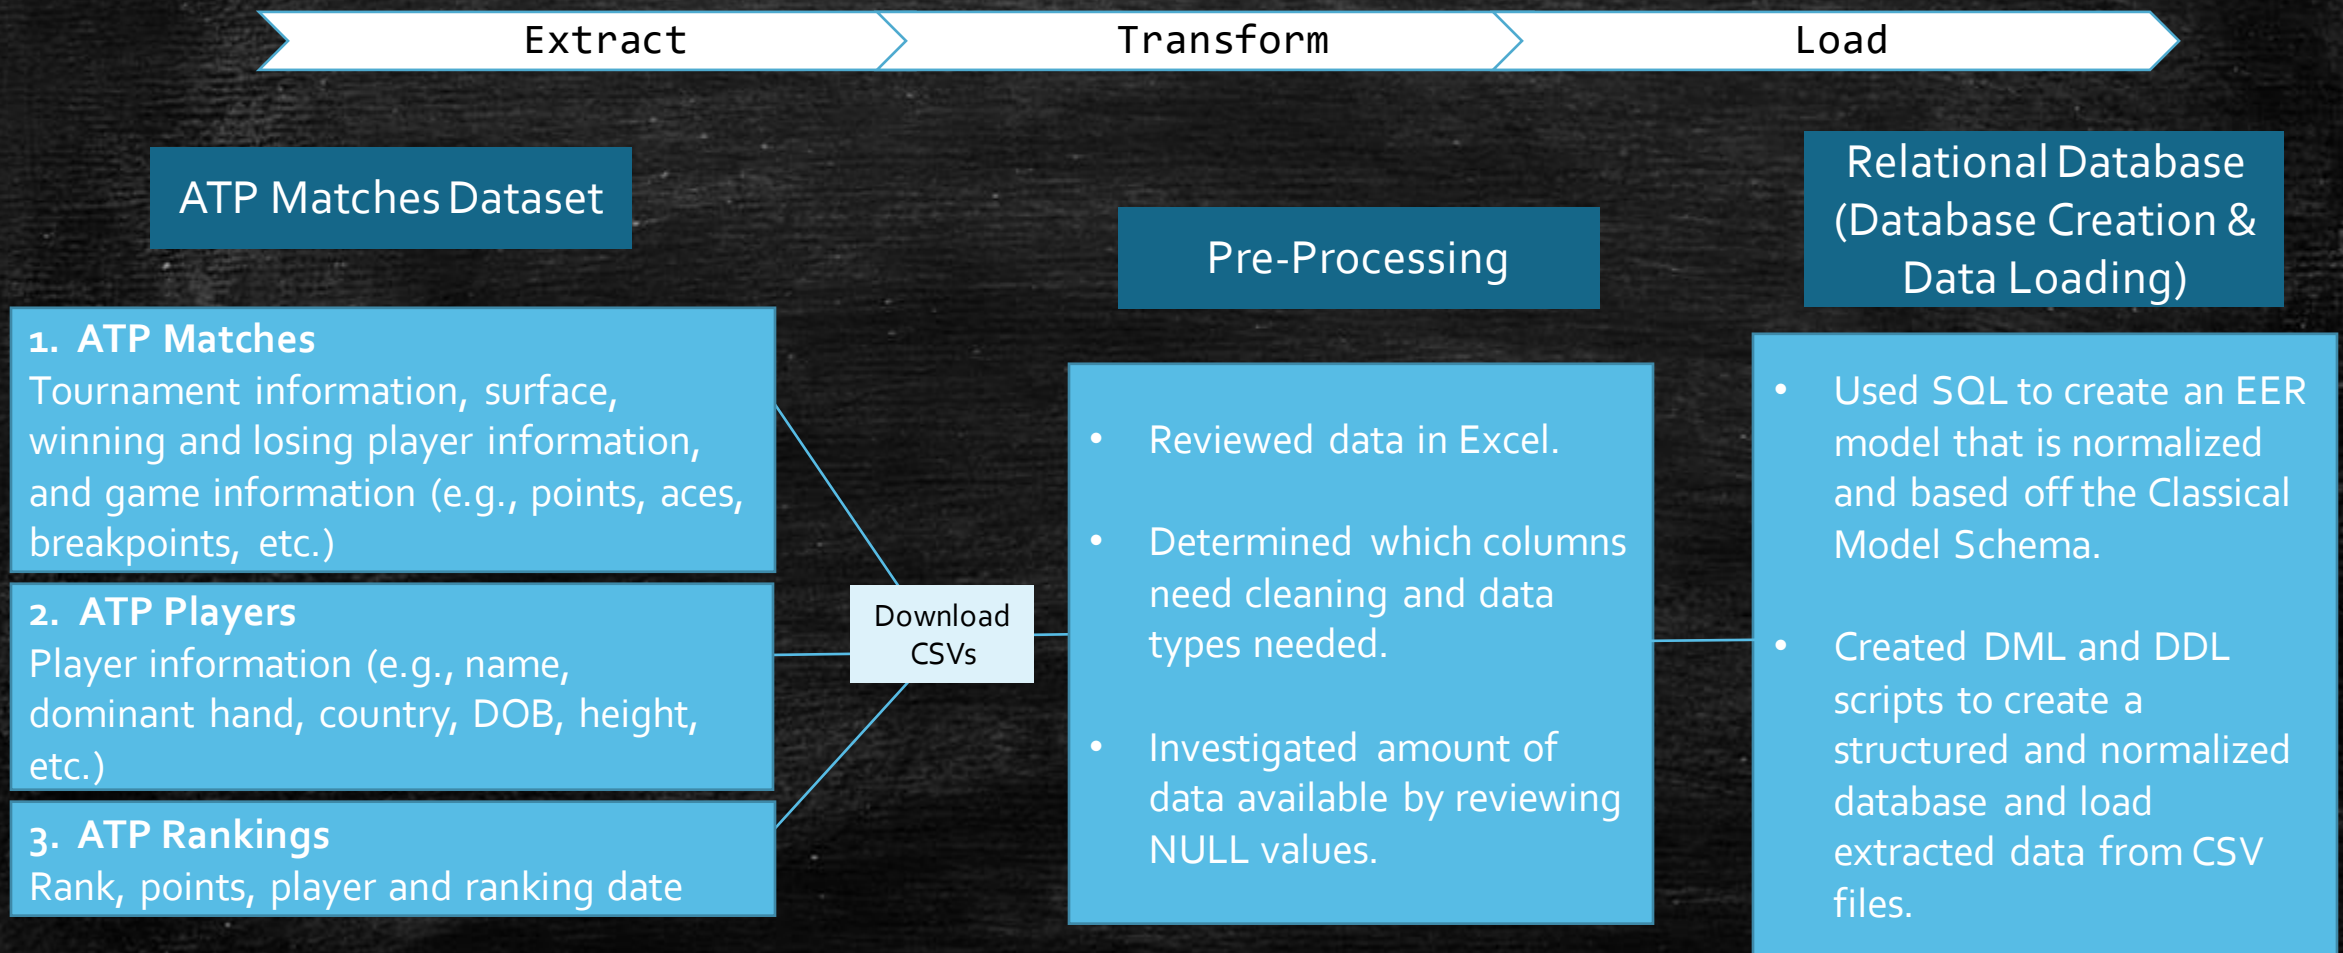 Extract
Transform
Load
ATP Matches Dataset
1. ATP Matches
Tournament information, surface,
winning and losing player information,
and game information (e.g., points, aces,
breakpoints, etc.)
2. ATP Players
Player information (e.g., name,
dominant hand, country, DOB, height,
etc.)
3. ATP Rankings
Rank, points, player and ranking date
Download
CSVs
Pre-Processing
• Reviewed data in Excel.
• Determined which columns
need cleaning and data
types needed.
• Investigated amount of
data available by reviewing
NULL values.
Relational Database
(Database Creation &
Data Loading)
• Used SQL to create an EER
model that is normalized
and based off the Classical
Model Schema.
• Created DML and DDL
scripts to create a
structured and normalized
database and load
extracted data from CSV
files.